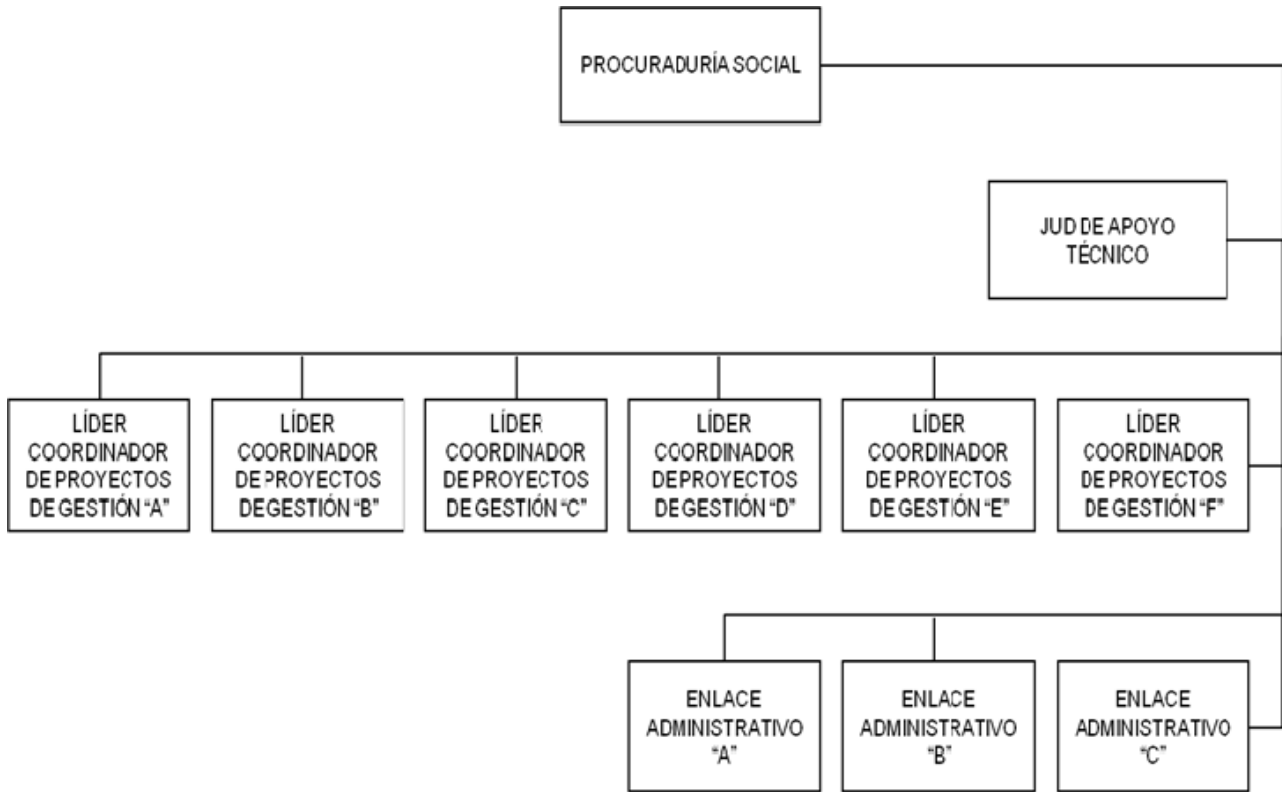 PROCURADURÍA SOCIAL
JUD DE APOYO
TÉCNICO
LÍDER
COORDINADOR
DE PROYECTOS
DE GESTIÓN “A”
LÍDER
COORDINADOR
DE PROYECTOS
DE GESTIÓN “B”
LÍDER
COORDINADOR
DE PROYECTOS
DE GESTIÓN “C”
LÍDER
COORDINADOR
DE PROYECTOS
DE GESTIÓN “D”
LÍDER
COORDINADOR
DE PROYECTOS
DE GESTIÓN “E”
LÍDER
COORDINADOR
DE PROYECTOS
DE GESTIÓN “F”
ENLACE
ADMINISTRATIVO
“A”
ENLACE
ADMINISTRATIVO
“B”
ENLACE
ADMINISTRATIVO
“C”